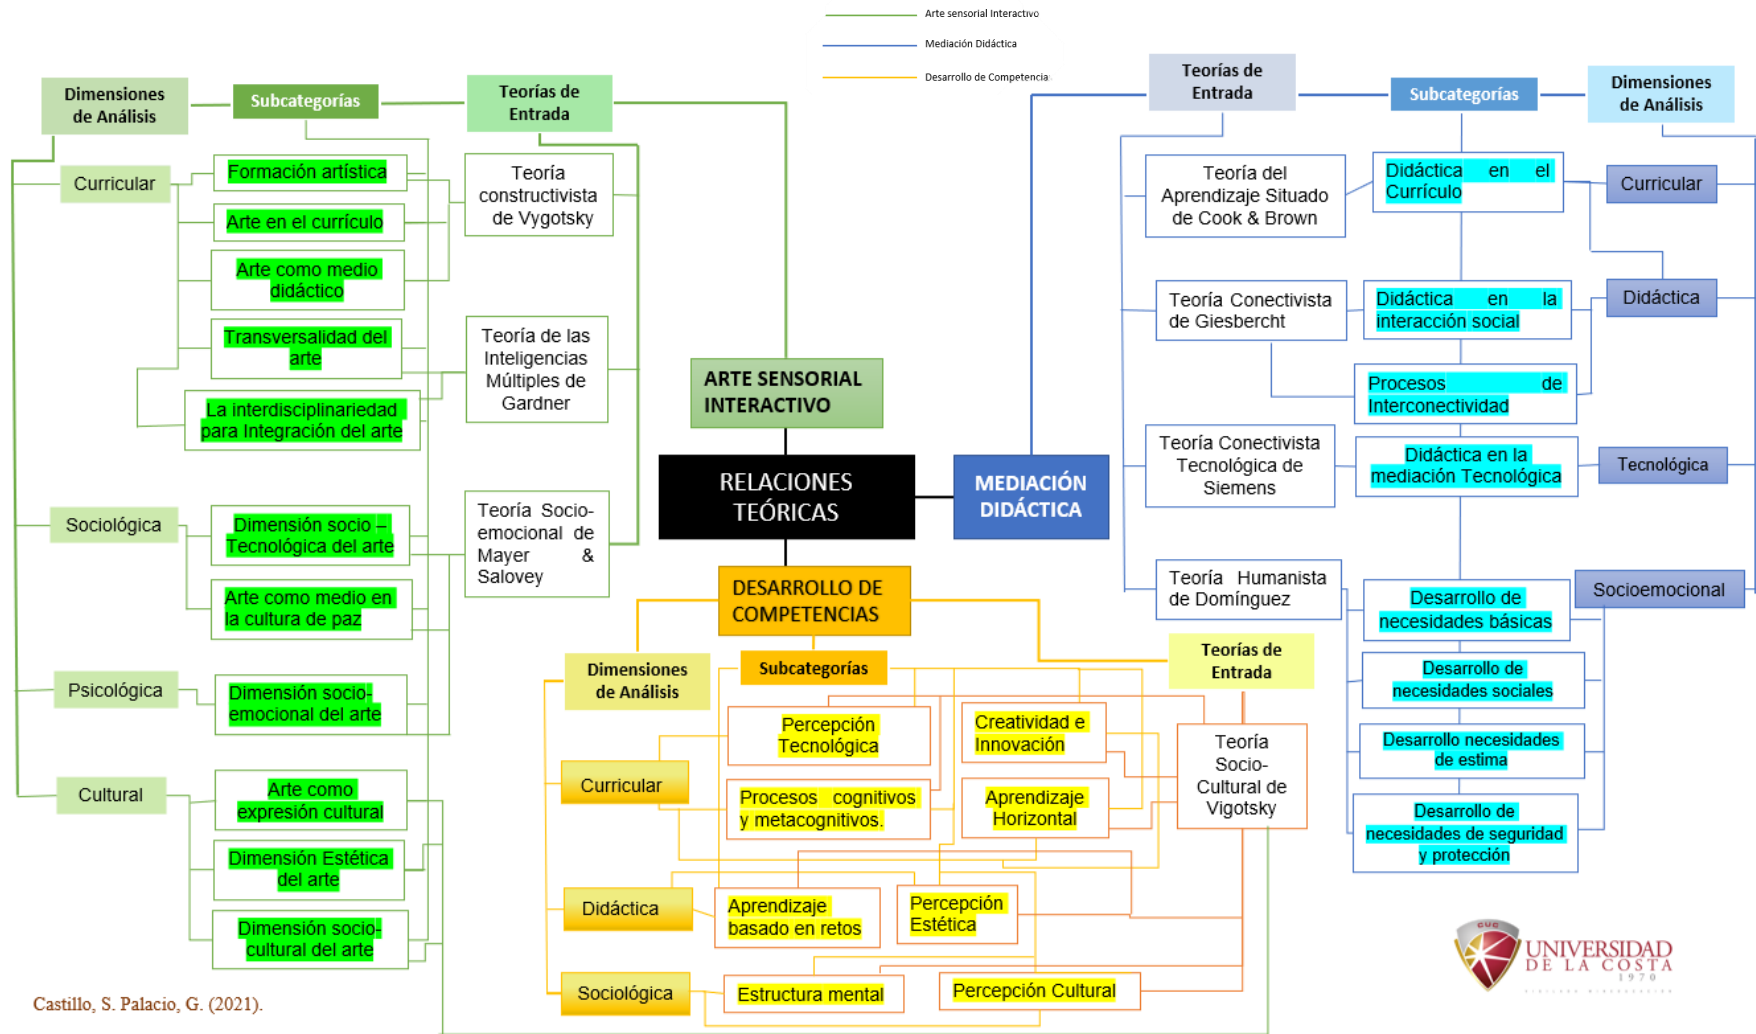 Arte sensorial Interactivo
Mediación Didáctica
Desarrollo de Competencia
Dimensiones
de Análisis
Subcategorías
Teorías de
Entrada
Curricular
Formación artística
Arte en el currículo
Arte como medio
didáctico
Transversalidad del
arte
La interdisciplinariedad
para Integración del arte
Teoría
constructivista
de Vygotsky
Teoría de las
Inteligencias
Múltiples de
Gardner
Sociológica
Dimensión socio –
Tecnológica del arte
Arte como medio en
la cultura de paz
Teoría Socio-
emocional de
Mayer &
Salovey
Psicológica
Dimensión socio-
emocional del arte
Cultural
Arte como
expresión cultural
Dimensión Estética
del arte
Dimensión socio-
cultural del arte
ARTE SENSORIAL
INTERACTIVO
RELACIONES
TEÓRICAS
MEDIACIÓN
DIDÁCTICA
DESARROLLO DE
COMPETENCIAS
Teorías de
Entrada
Subcategorías
Dimensiones
de Análisis
Teoría del
Aprendizaje Situado
de Cook & Brown
Didáctica en el
Currículo
Curricular
Teoría Conectivista
de Giesbercht
Didáctica en la
interacción social
Didáctica
Procesos de
Interconectividad
Teoría Conectivista
Tecnológica de
Siemens
Didáctica en la
mediación Tecnológica
Tecnológica
Teoría Humanista
de Domínguez
Desarrollo de
necesidades básicas
Socioemocional
Desarrollo de
necesidades sociales
Desarrollo necesidades
de estima
Desarrollo de
necesidades de seguridad
y protección
Dimensiones
de Análisis
Subcategorías
Teorías de
Entrada
Percepción
Tecnológica
Creatividad e
Innovación
Teoría
Socio-
Cultural de
Vigotsky
Curricular
Procesos cognitivos
y metacognitivos.
Aprendizaje
Horizontal
Didáctica
Aprendizaje
basado en retos
Percepción
Estética
Sociológica
Estructura mental
Percepción Cultural
Castillo, S. Palacio, G. (2021).
CUC
UNIVERSIDAD
DE LA COSTA
1970